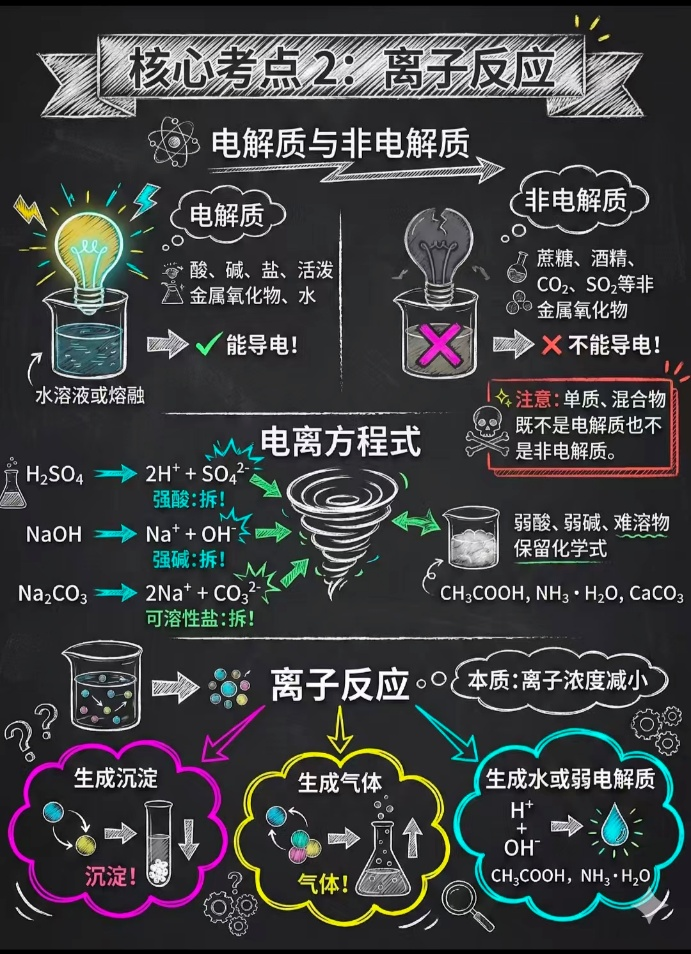 核心考点2：离子反应
电解质与非电解质
电解质
酸、碱、盐、活泼
金属氧化物、水
能导电！
水溶液或熔融
非电解质
蔗糖、酒精、
CO₂、SO₂等非
金属氧化物
不能导电！
注意：单质、混合物
既不是电解质也不
是非电解质。
电离方程式
H₂SO₄ 2H⁺ + SO₄²⁻
强酸：拆！
NaOH Na⁺ + OH⁻
强碱：拆！
Na₂CO₃ 2Na⁺ + CO₃²⁻
可溶性盐：拆！
弱酸、弱碱、难溶物
保留化学式
CH₃COOH, NH₃·H₂O, CaCO₃
离子反应
本质：离子浓度减小
? ?
生成沉淀
沉淀！
生成气体
气体！
生成水或弱电解质
H⁺
+
OH⁻
CH₃COOH，NH₃·H₂O
?